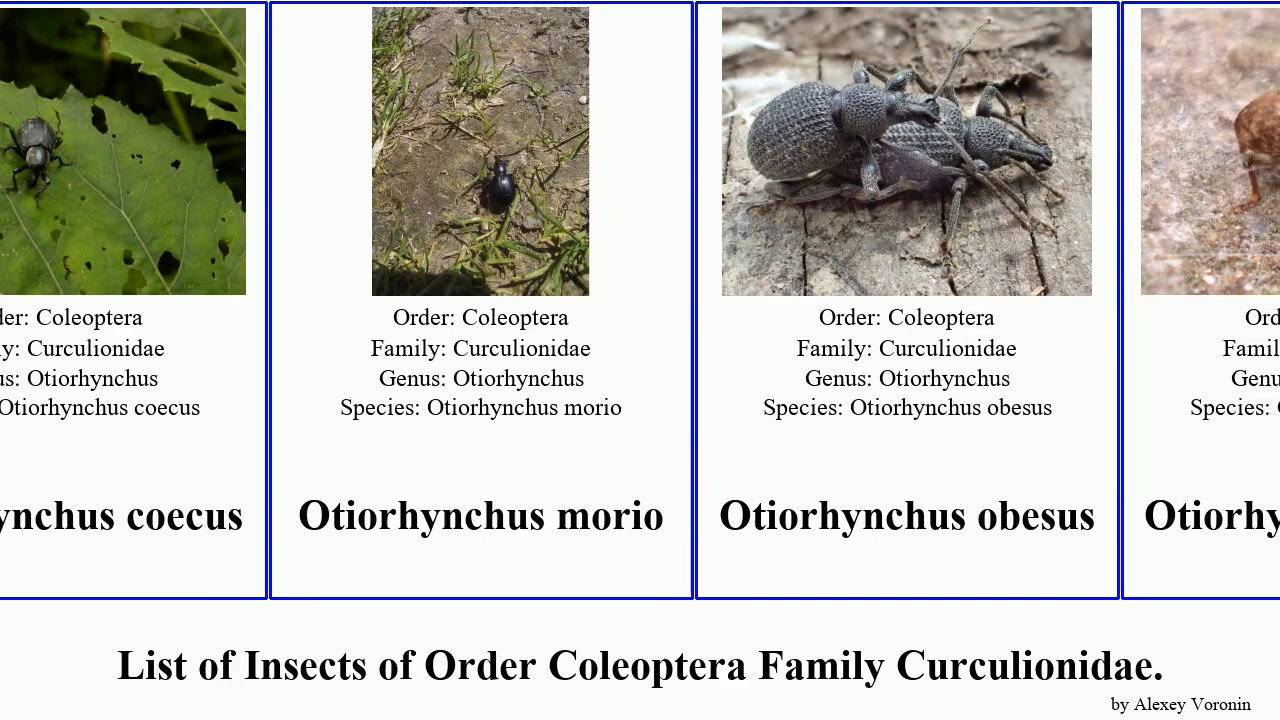 der: Coleoptera
ly: Curculionidae
us: Otiorhynchus
Otiorhynchus coecus
ynchus coecus
Order: Coleoptera
Family: Curculionidae
Genus: Otiorhynchus
Species: Otiorhynchus morio
Otiorhynchus morio
Order: Coleoptera
Family: Curculionidae
Genus: Otiorhynchus
Species: Otiorhynchus obesus
Otiorhynchus obesus
Ord
Famil
Genu
Species:
Otiorhy
List of Insects of Order Coleoptera Family Curculionidae.
by Alexey Voronin